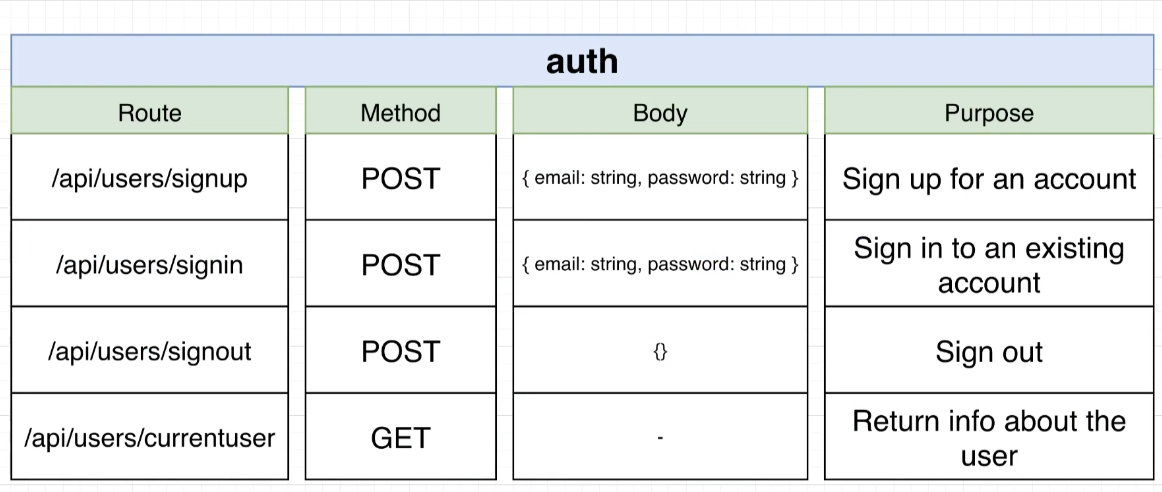 auth
Route Method Body Purpose
/api/users/signup POST { email: string, password: string } Sign up for an account
/api/users/signin POST { email: string, password: string } Sign in to an existing
account
/api/users/signout POST {} Sign out
/api/users/currentuser GET - Return info about the
user